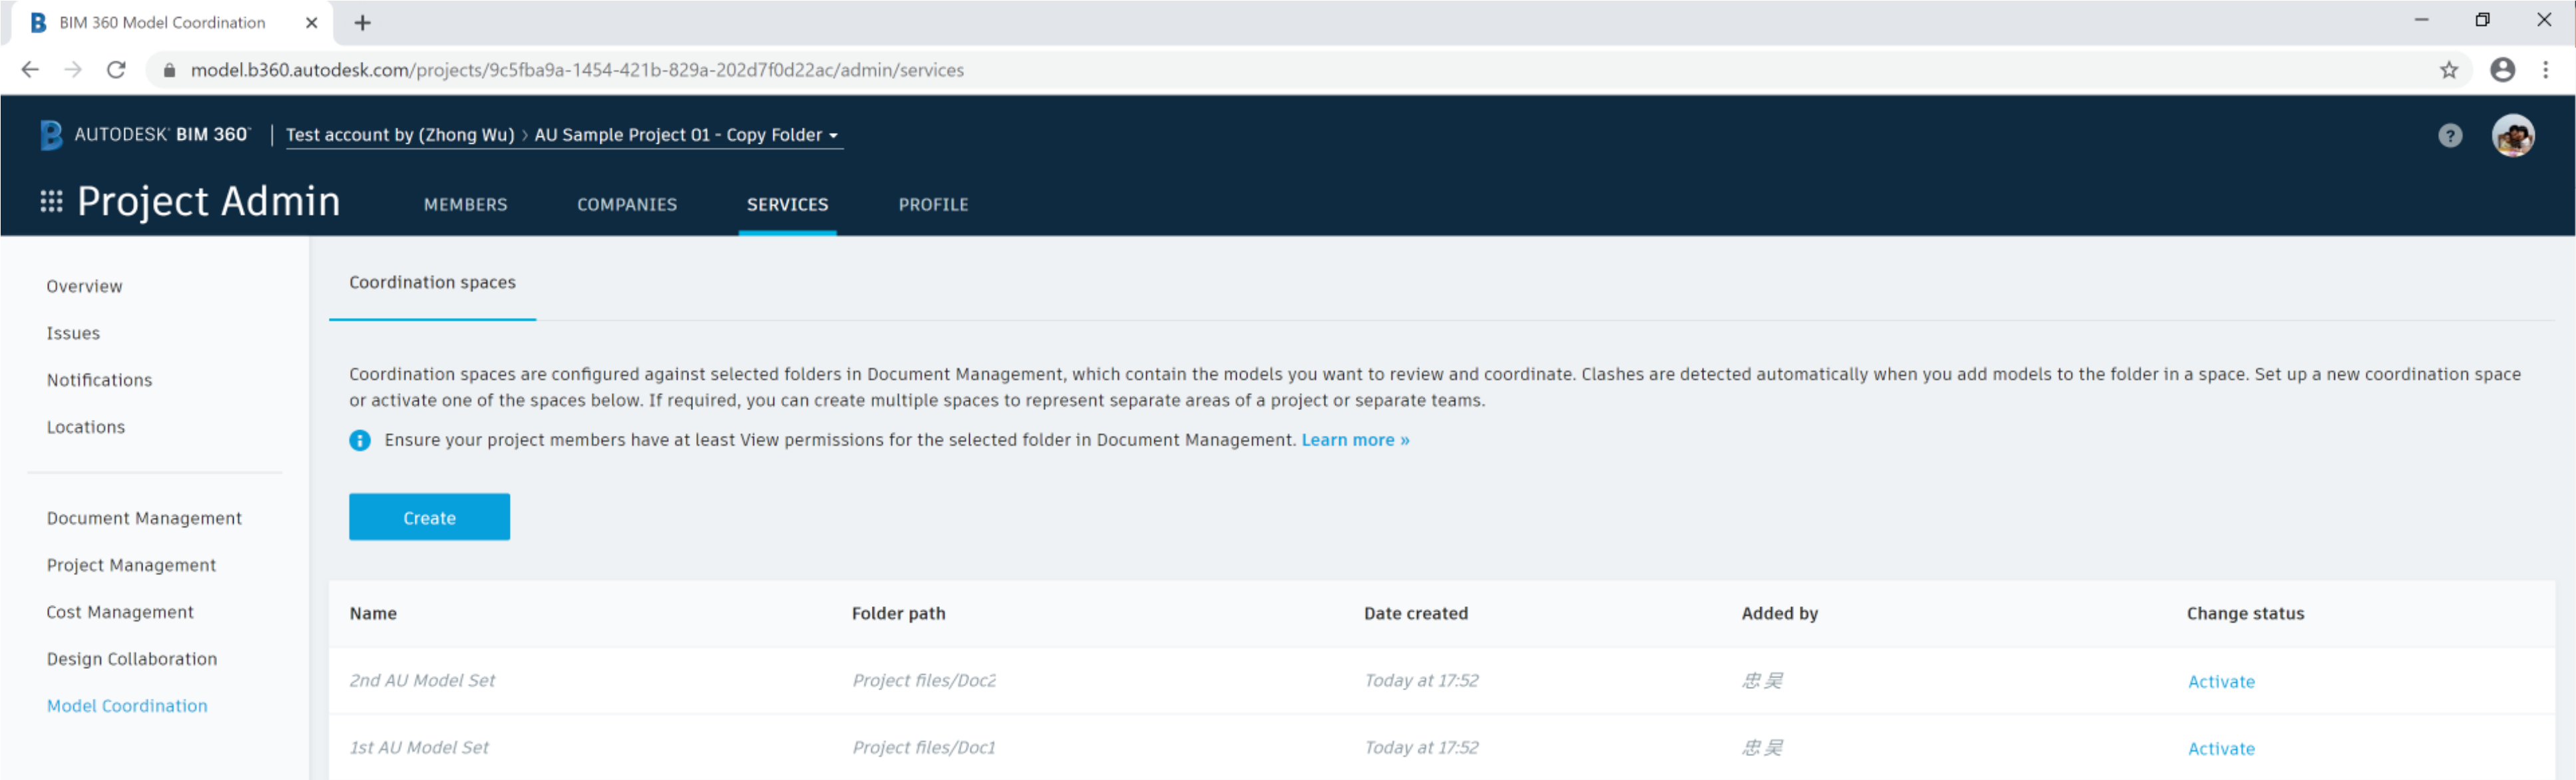 BIM 360 Model Coordination
model.b360.autodesk.com/projects/9c5fba9a-1454-421b-829a-202d7f0d22ac/admin/services
AUTODESK BIM 360 | Test account by (Zhong Wu) > AU Sample Project 01 - Copy Folder
Project Admin MEMBERS COMPANIES SERVICES PROFILE
Overview
Issues
Notifications
Locations
Document Management
Project Management
Cost Management
Design Collaboration
Model Coordination
Coordination spaces
Coordination spaces are configured against selected folders in Document Management, which contain the models you want to review and coordinate. Clashes are detected automatically when you add models to the folder in a space. Set up a new coordination space
or activate one of the spaces below. If required, you can create multiple spaces to represent separate areas of a project or separate teams.
Ensure your project members have at least View permissions for the selected folder in Document Management. Learn more »
Create
Name Folder path Date created Added by Change status
2nd AU Model Set Project files/Doc2 Today at 17:52 忠 吴 Activate
1st AU Model Set Project files/Doc1 Today at 17:52 忠 吴 Activate